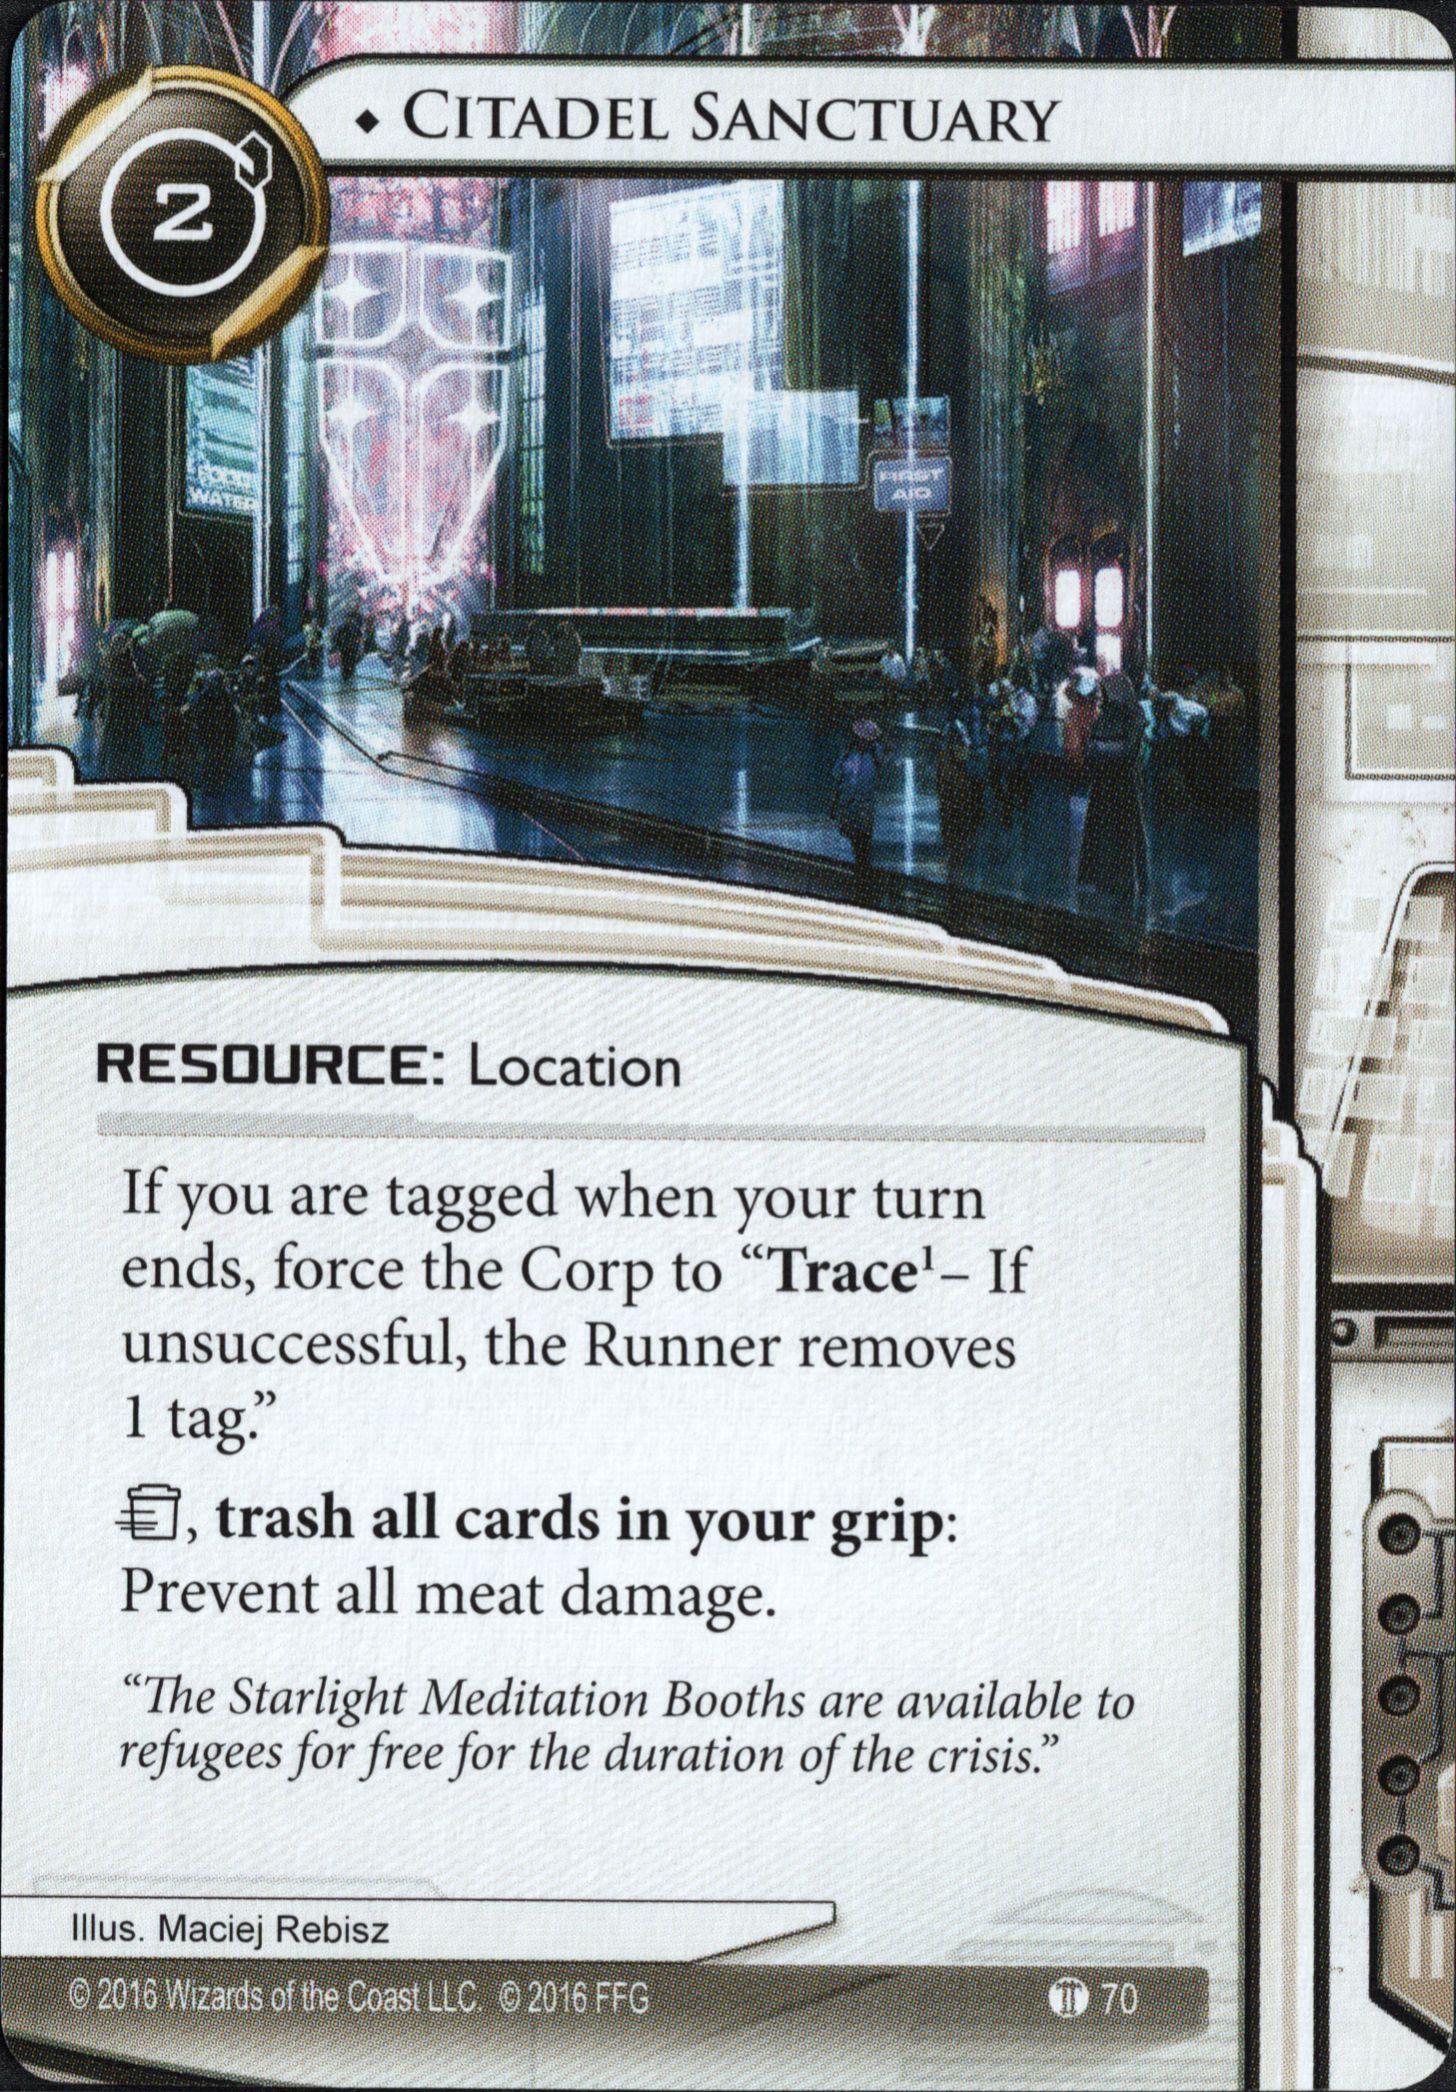 2
◆ CITADEL SANCTUARY
WATER
FIRST
AID
RESOURCE: Location
If you are tagged when your turn
ends, force the Corp to “Trace¹– If
unsuccessful, the Runner removes
1 tag.”
, trash all cards in your grip:
Prevent all meat damage.
“The Starlight Meditation Booths are available to
refugees for free for the duration of the crisis.”
Illus. Maciej Rebisz
© 2016 Wizards of the Coast LLC. © 2016 FFG
70